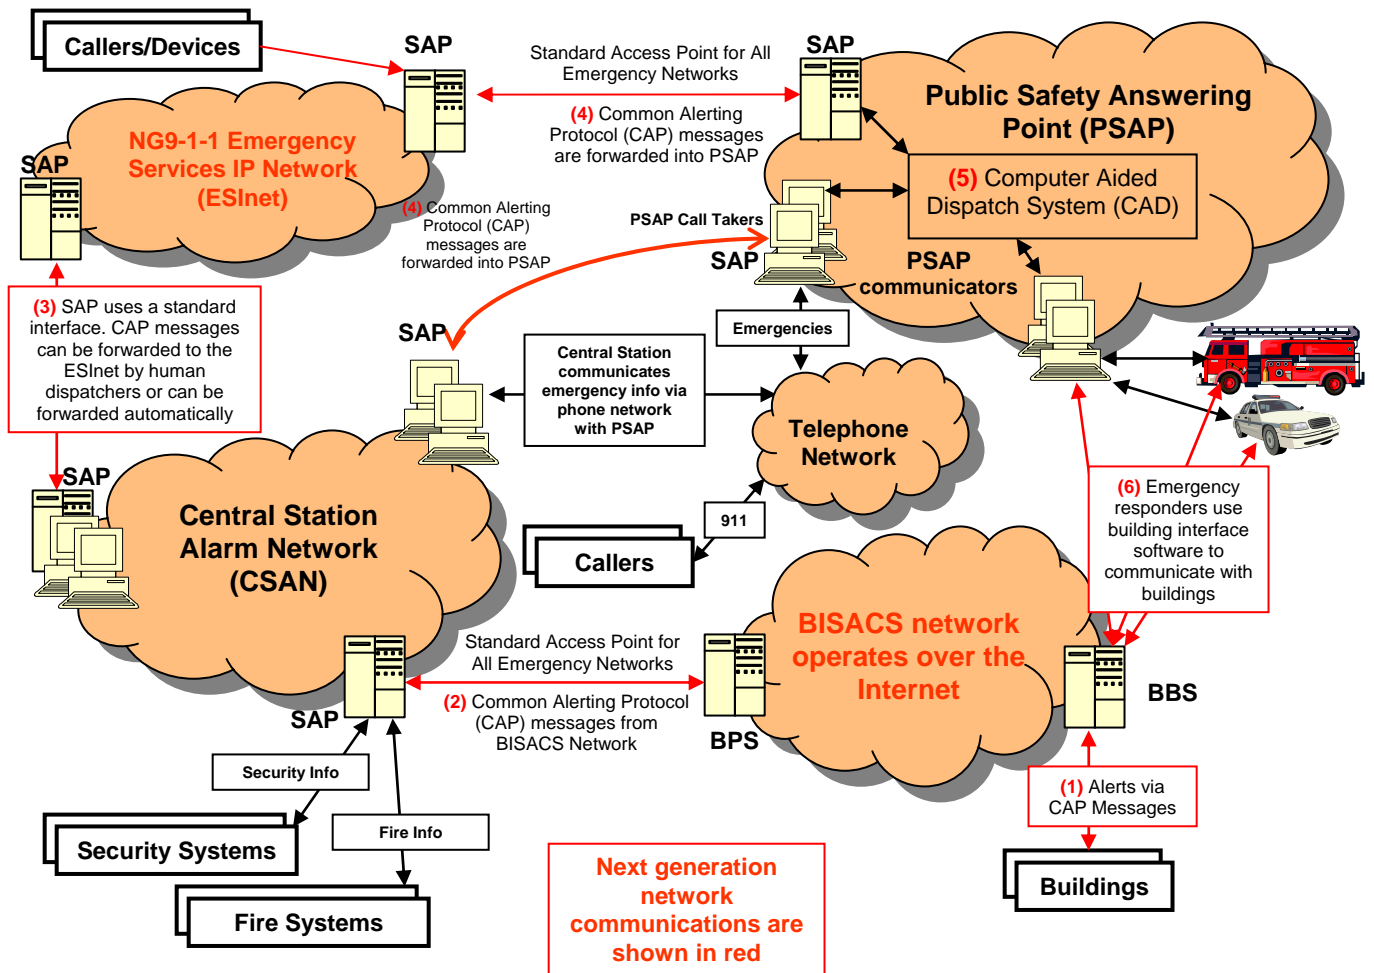 Callers/Devices
SAP
Standard Access Point for All
Emergency Networks
SAP
(4) Common Alerting
Protocol (CAP) messages
are forwarded into PSAP
Public Safety Answering
Point (PSAP)
NG9-1-1 Emergency
Services IP Network
(ESInet)
SAP
(5) Computer Aided
Dispatch System (CAD)
(4) Common Alerting
Protocol (CAP)
messages are
forwarded into PSAP
PSAP Call Takers
SAP
PSAP
communicators
(3) SAP uses a standard
interface. CAP messages
can be forwarded to the
ESInet by human
dispatchers or can be
forwarded automatically
SAP
Emergencies
Central Station
communicates
emergency info via
phone network
with PSAP
Telephone
Network
SAP
Central Station
Alarm Network
(CSAN)
911
Callers
(6) Emergency
responders use
building interface
software to
communicate with
buildings
BISACS network
operates over the
Internet
Standard Access Point for
All Emergency Networks
SAP
(2) Common Alerting Protocol
(CAP) messages from
BISACS Network
BPS
BBS
Security Info
(1) Alerts via
CAP Messages
Fire Info
Security Systems
Fire Systems
Buildings
Next generation
network
communications are
shown in red